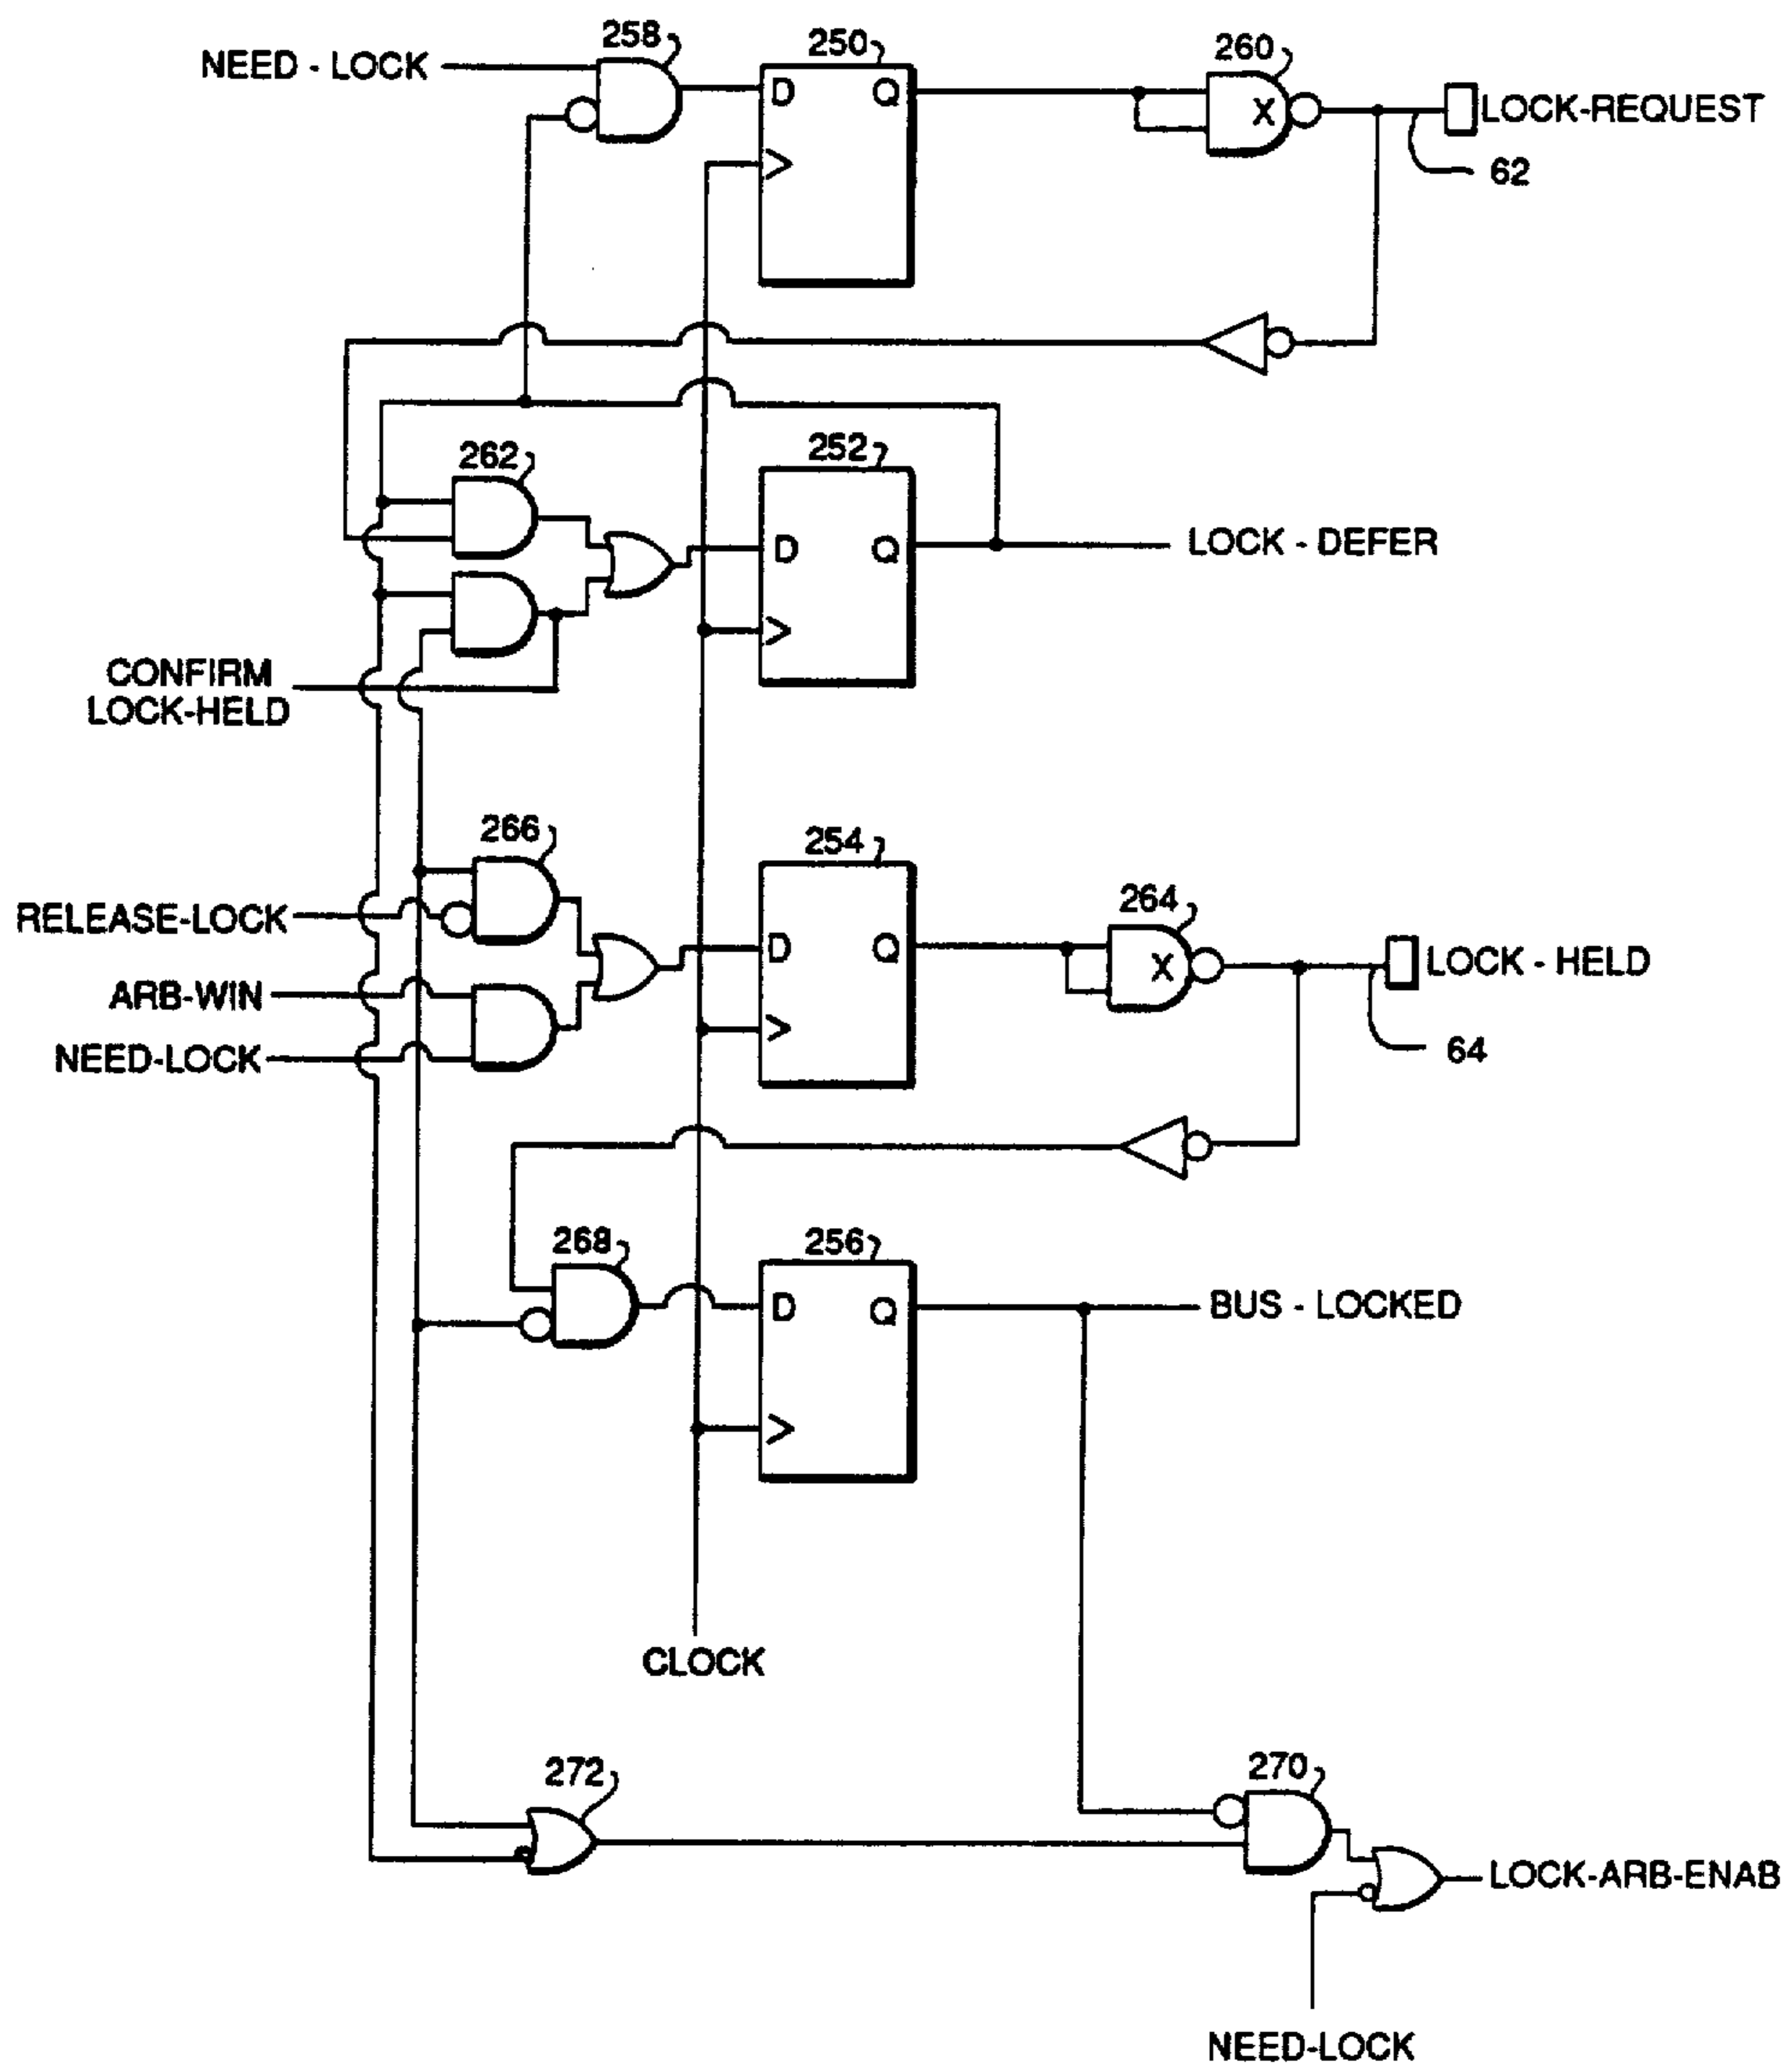 258
250
260
NEED - LOCK
D
Q
X
LOCK-REQUEST
62
262
252
D
Q
LOCK - DEFER
CONFIRM
LOCK-HELD
266
254
264
RELEASE-LOCK
D
Q
X
LOCK - HELD
ARB-WIN
NEED-LOCK
64
268
256
D
Q
BUS - LOCKED
CLOCK
272
270
LOCK-ARB-ENAB
NEED-LOCK